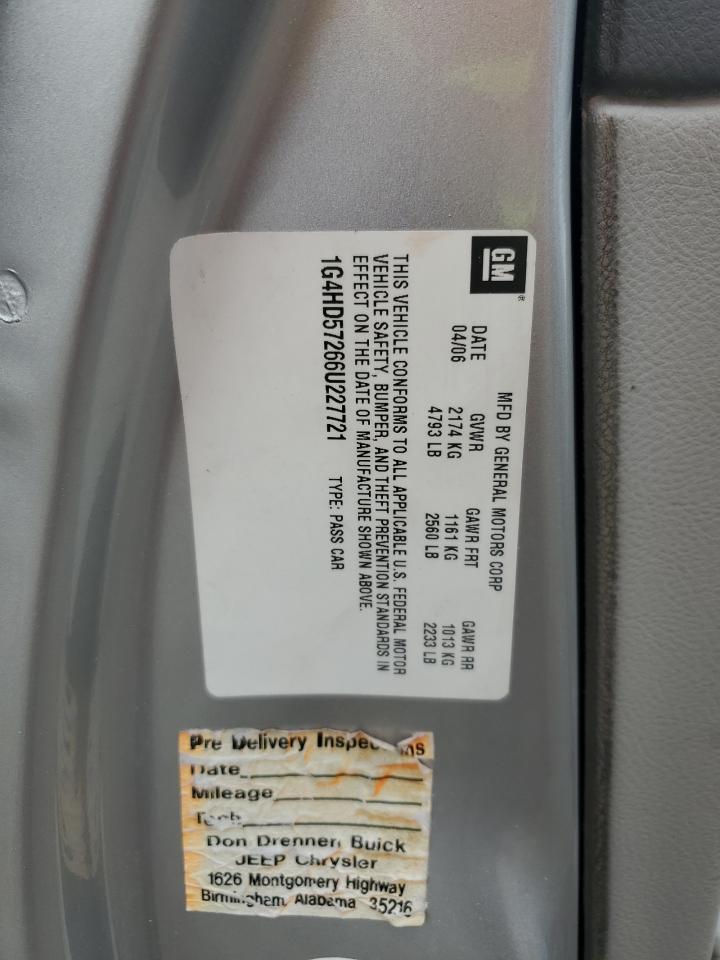 GM
MFD BY GENERAL MOTORS CORP
DATE GVWR GAWR FRT GAWR RR
04/06 2174 KG 1161 KG 1013 KG
4793 LB 2560 LB 2233 LB
THIS VEHICLE CONFORMS TO ALL APPLICABLE U.S. FEDERAL MOTOR
VEHICLE SAFETY, BUMPER, AND THEFT PREVENTION STANDARDS IN
EFFECT ON THE DATE OF MANUFACTURE SHOWN ABOVE.
1G4HD57266U227721 TYPE: PASS CAR
Pre Delivery
Date
Mileage
Tech
Don Drennen Buick
JEEP Chrysler
1626 Montgomery Highway
Birmingham, Alabama 35216